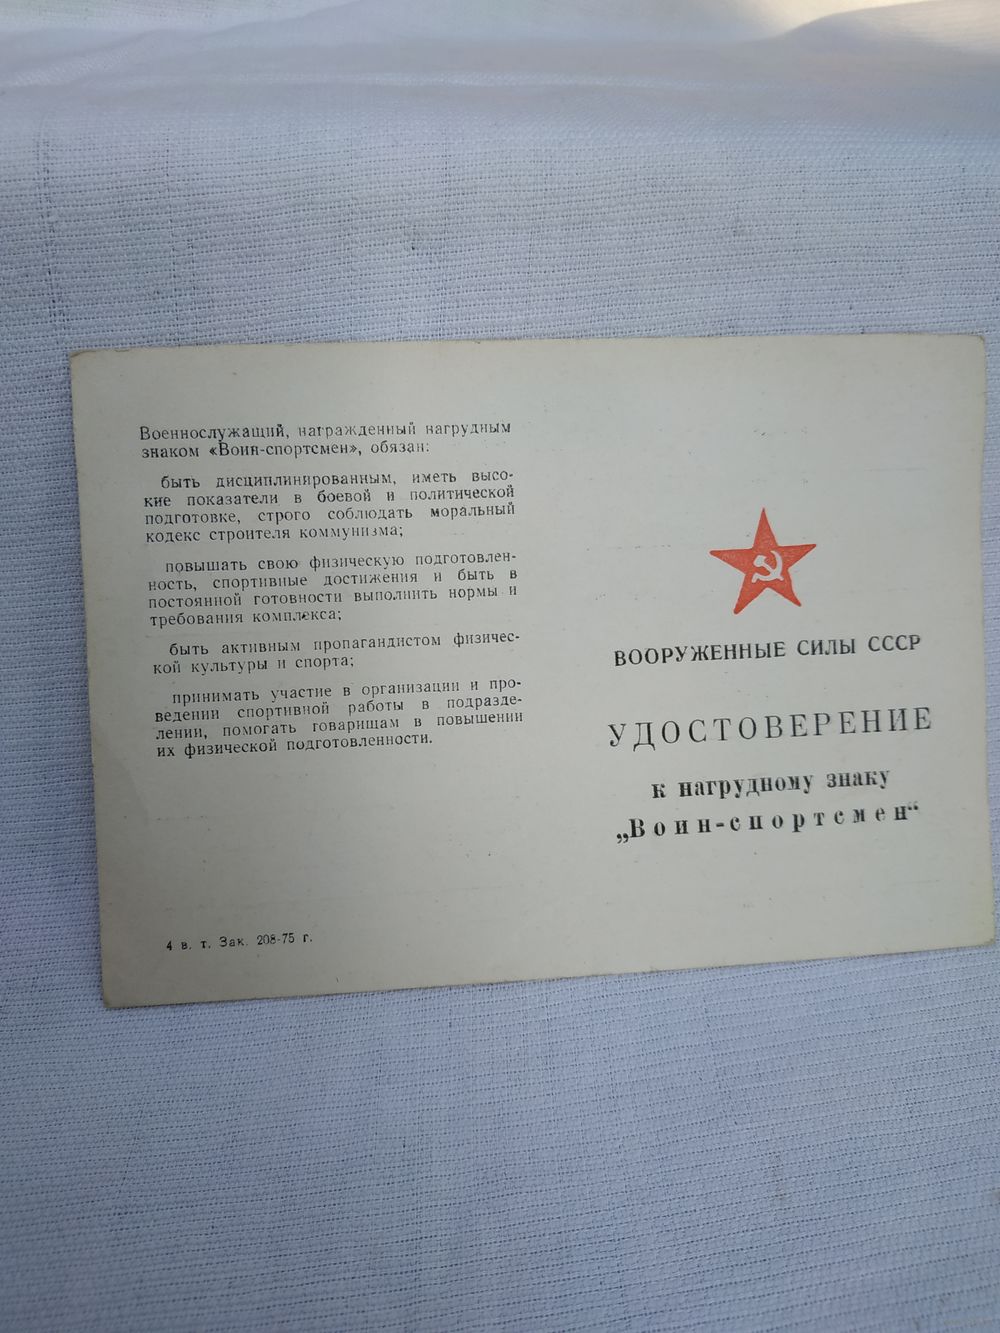 Военнослужащий, награжденный нагрудным
знаком «Воин-спортсмен», обязан:
быть дисциплинированным, иметь высо-
кие показатели в боевой и политической
подготовке, строго соблюдать моральный
кодекс строителя коммунизма;
повышать свою физическую подготовлен-
ность, спортивные достижения и быть в
постоянной готовности выполнить нормы и
требования комплекса;
быть активным пропагандистом физичес-
кой культуры и спорта;
принимать участие в организации и про-
ведении спортивной работы в подразде-
лении, помогать товарищам в повышении
их физической подготовленности.
4 в. т. Зак. 208-75 г.
ВООРУЖЕННЫЕ СИЛЫ СССР
УДОСТОВЕРЕНИЕ
к нагрудному знаку
„Воин-спортсмен“